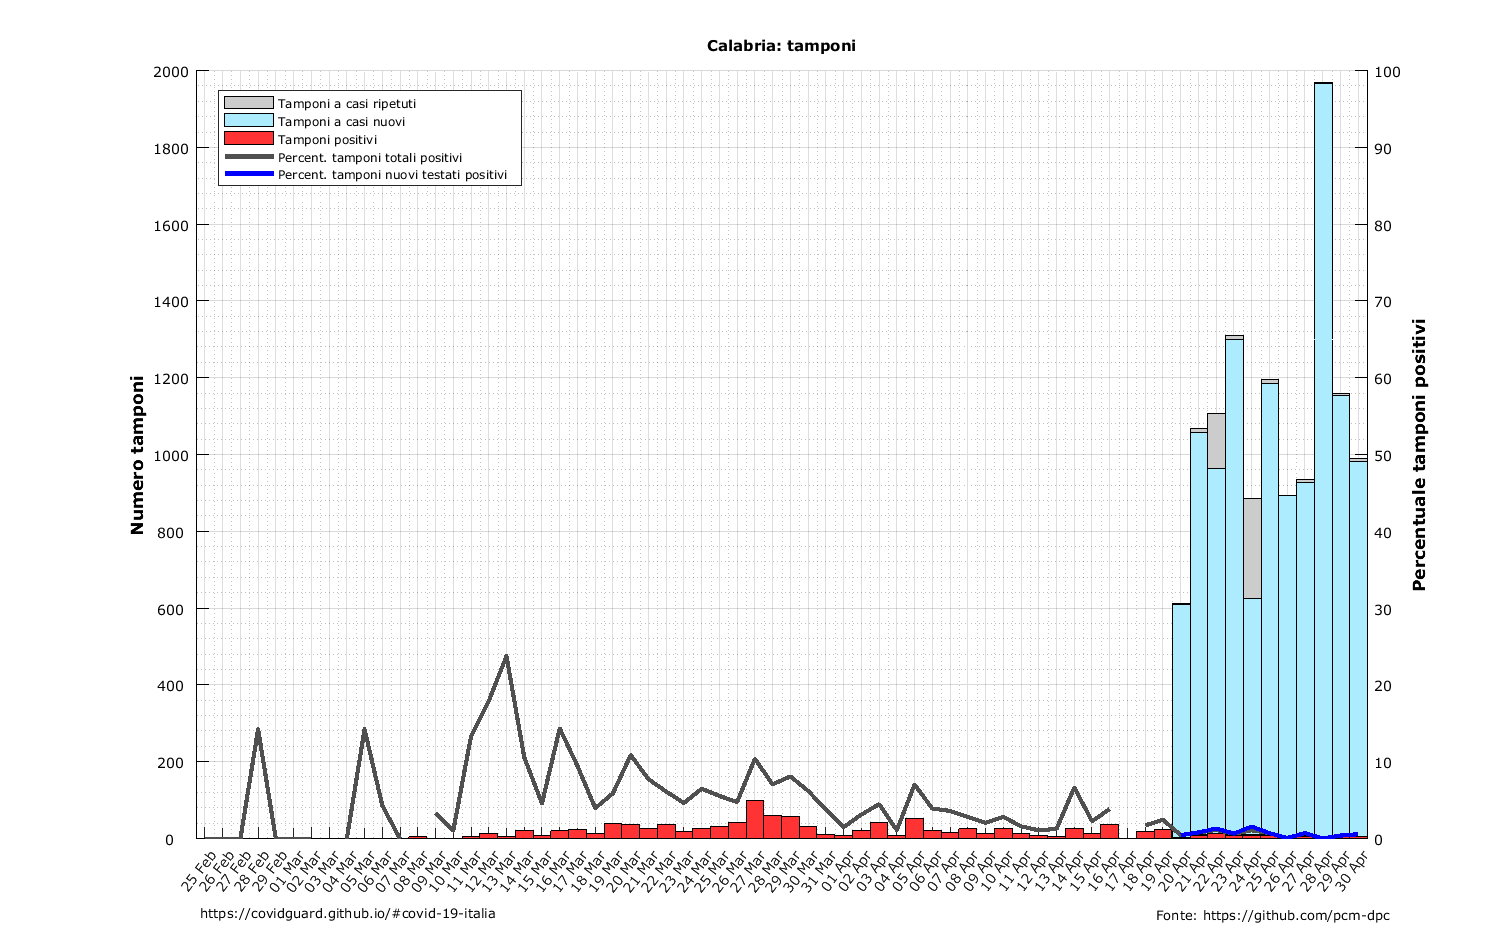 Calabria: tamponi
Tamponi a casi ripetuti
Tamponi a casi nuovi
Tamponi positivi
Percent. tamponi totali positivi
Percent. tamponi nuovi testati positivi
Numero tamponi
2000
1800
1600
1400
1200
1000
800
600
400
200
0
Percentuale tamponi positivi
100
90
80
70
60
50
40
30
20
10
0
25 Feb
26 Feb
27 Feb
28 Feb
29 Feb
01 Mar
02 Mar
03 Mar
04 Mar
05 Mar
06 Mar
07 Mar
08 Mar
09 Mar
10 Mar
11 Mar
12 Mar
13 Mar
14 Mar
15 Mar
16 Mar
17 Mar
18 Mar
19 Mar
20 Mar
21 Mar
22 Mar
23 Mar
24 Mar
25 Mar
26 Mar
27 Mar
28 Mar
29 Mar
30 Mar
31 Mar
01 Apr
02 Apr
03 Apr
04 Apr
05 Apr
06 Apr
07 Apr
08 Apr
09 Apr
10 Apr
11 Apr
12 Apr
13 Apr
14 Apr
15 Apr
16 Apr
17 Apr
18 Apr
19 Apr
20 Apr
21 Apr
22 Apr
23 Apr
24 Apr
25 Apr
26 Apr
27 Apr
28 Apr
29 Apr
30 Apr
https://covidguard.github.io/#covid-19-italia
Fonte: https://github.com/pcm-dpc